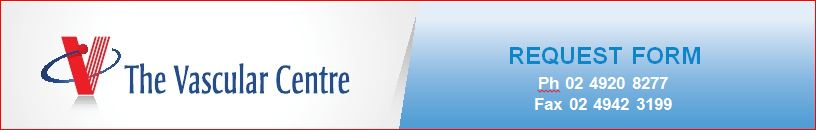 The Vascular Centre
REQUEST FORM
Ph 02 4920 8277
Fax 02 4942 3199